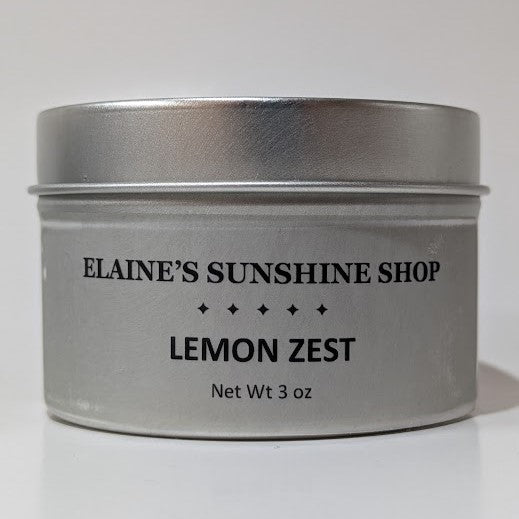 ELAINE'S SUNSHINE SHOP
✦ ✦ ✦ ✦ ✦
LEMON ZEST
Net Wt 3 oz